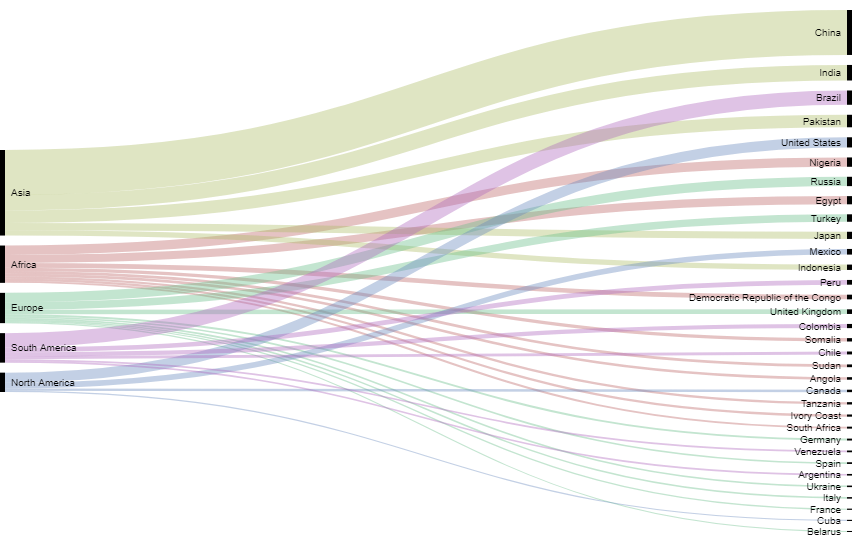 Asia
Africa
Europe
South America
North America
China
India
Brazil
Pakistan
United States
Nigeria
Russia
Egypt
Turkey
Japan
Mexico
Indonesia
Peru
Democratic Republic of the Congo
United Kingdom
Colombia
Somalia
Chile
Sudan
Angola
Canada
Tanzania
Ivory Coast
South Africa
Germany
Venezuela
Spain
Argentina
Ukraine
Italy
France
Cuba
Belarus